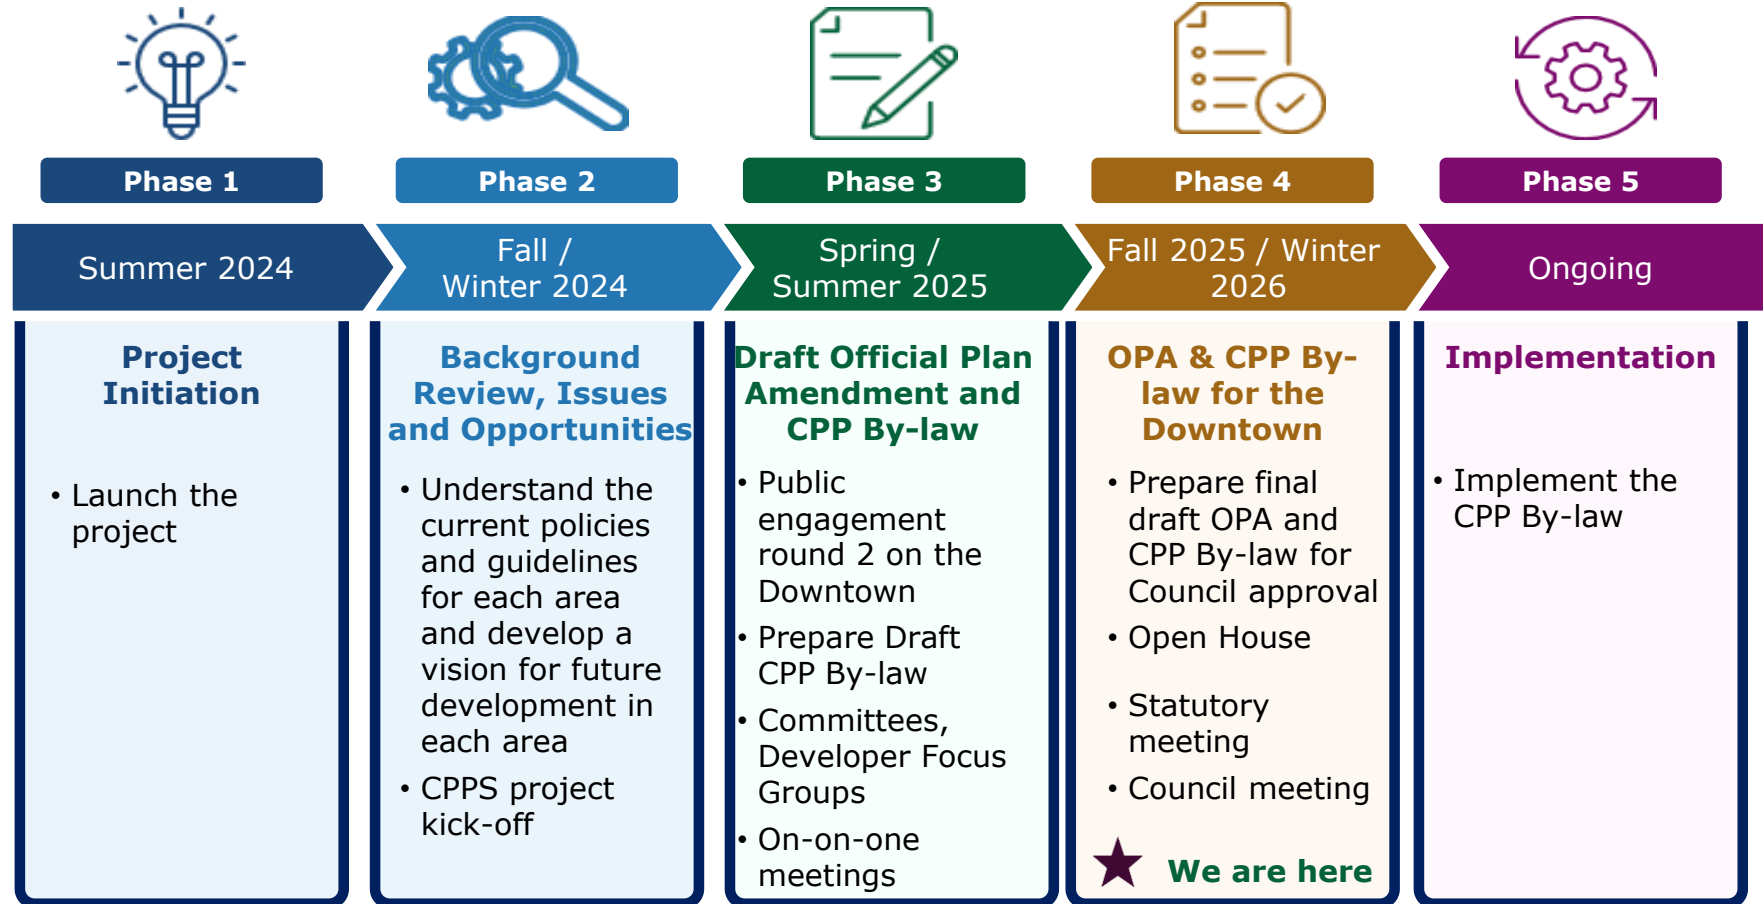 Phase 1
Phase 2
Phase 3
Phase 4
Phase 5
Summer 2024
Fall /
Winter 2024
Spring /
Summer 2025
Fall 2025 / Winter
2026
Ongoing
Project
Initiation
• Launch the
project
Background
Review, Issues
and Opportunities
• Understand the
current policies
and guidelines
for each area
and develop a
vision for future
development in
each area
• CPPS project
kick-off
Draft Official Plan
Amendment and
CPP By-law
• Public
engagement
round 2 on the
Downtown
• Prepare Draft
CPP By-law
• Committees,
Developer Focus
Groups
• On-on-one
meetings
OPA & CPP By-
law for the
Downtown
• Prepare final
draft OPA and
CPP By-law for
Council approval
• Open House
• Statutory
meeting
• Council meeting
We are here
Implementation
• Implement the
CPP By-law